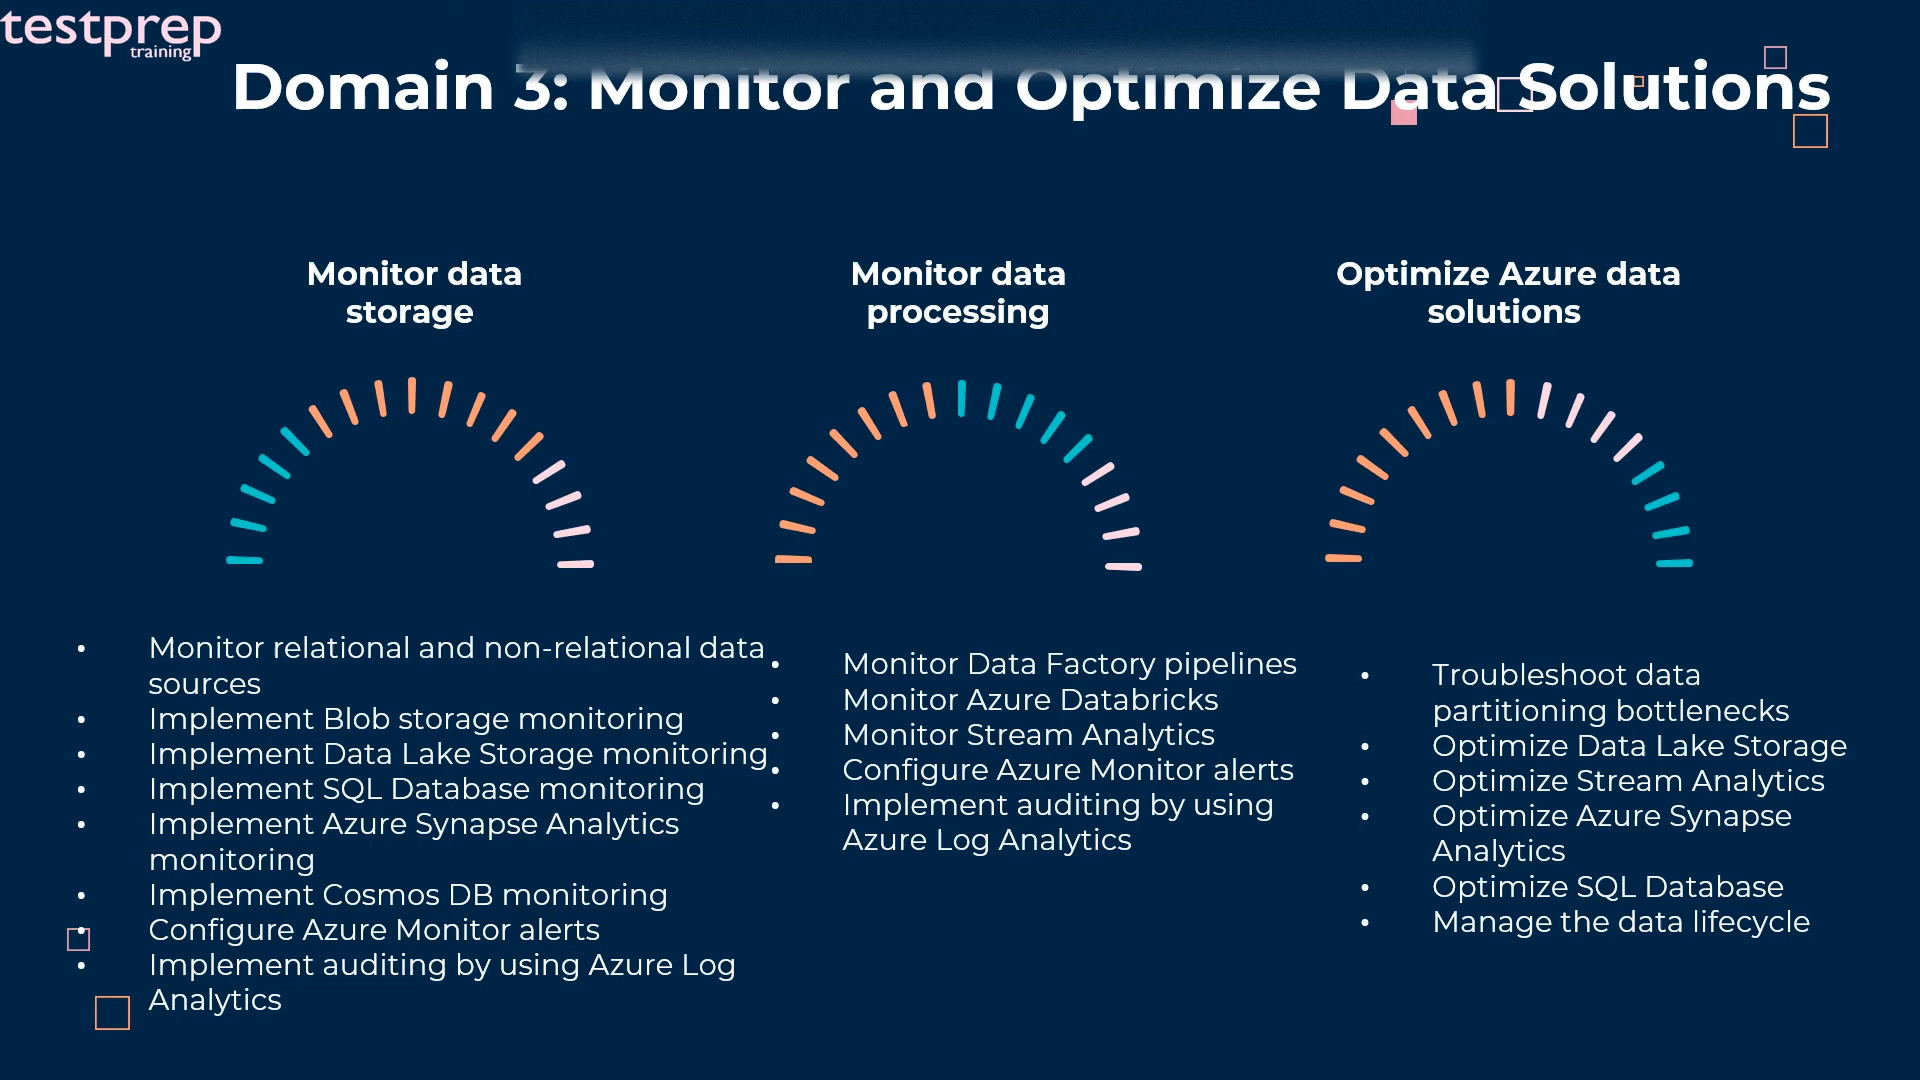 testprep
training
Domain 3: Monitor and Optimize Data Solutions
Monitor data
storage
• Monitor relational and non-relational data
sources
• Implement Blob storage monitoring
• Implement Data Lake Storage monitoring
• Implement SQL Database monitoring
• Implement Azure Synapse Analytics
monitoring
• Implement Cosmos DB monitoring
• Configure Azure Monitor alerts
• Implement auditing by using Azure Log
Analytics
Monitor data
processing
• Monitor Data Factory pipelines
• Monitor Azure Databricks
• Monitor Stream Analytics
• Configure Azure Monitor alerts
• Implement auditing by using
Azure Log Analytics
Optimize Azure data
solutions
• Troubleshoot data
partitioning bottlenecks
• Optimize Data Lake Storage
• Optimize Stream Analytics
• Optimize Azure Synapse
Analytics
• Optimize SQL Database
• Manage the data lifecycle